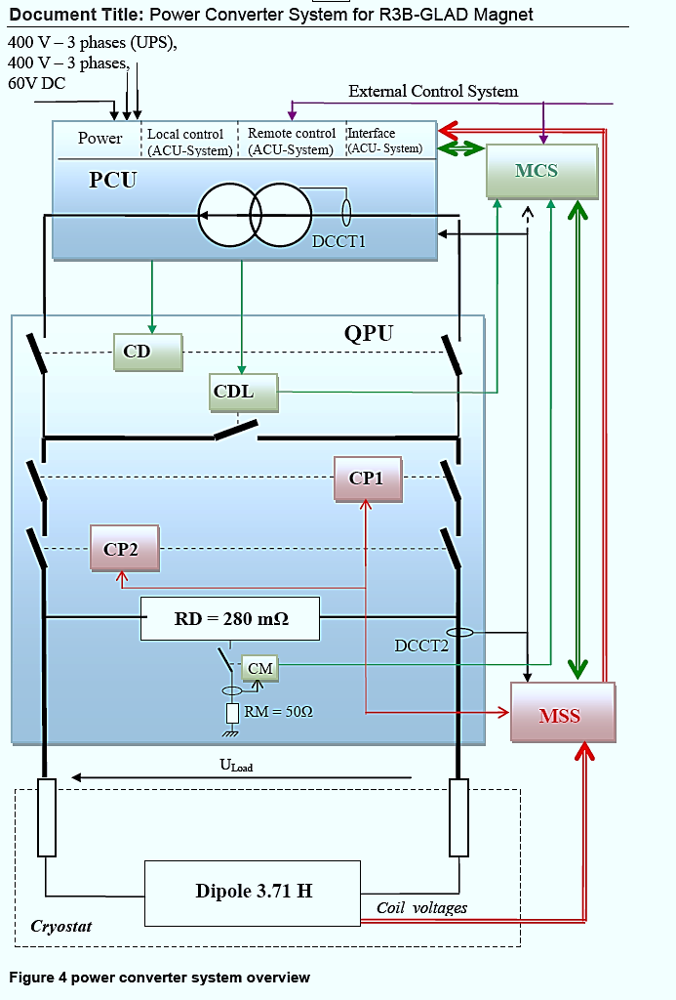 Document Title: Power Converter System for R3B-GLAD Magnet
400 V – 3 phases (UPS),
400 V – 3 phases,
60V DC
External Control System
Power
Local control
(ACU-System)
Remote control
(ACU-System)
Interface
(ACU- System)
MCS
PCU
DCCT1
QPU
CD
CDL
CP1
CP2
RD = 280 mΩ
DCCT2
CM
RM = 50Ω
MSS
ULoad
Dipole 3.71 H
Coil voltages
Cryostat
Figure 4 power converter system overview